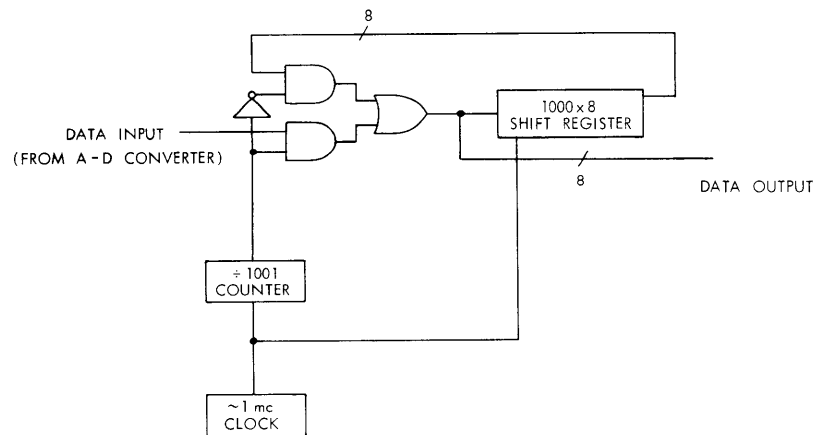 8
1000 x 8
SHIFT REGISTER
DATA INPUT
(FROM A-D CONVERTER)
8
DATA OUTPUT
÷ 1001
COUNTER
~1 mc
CLOCK